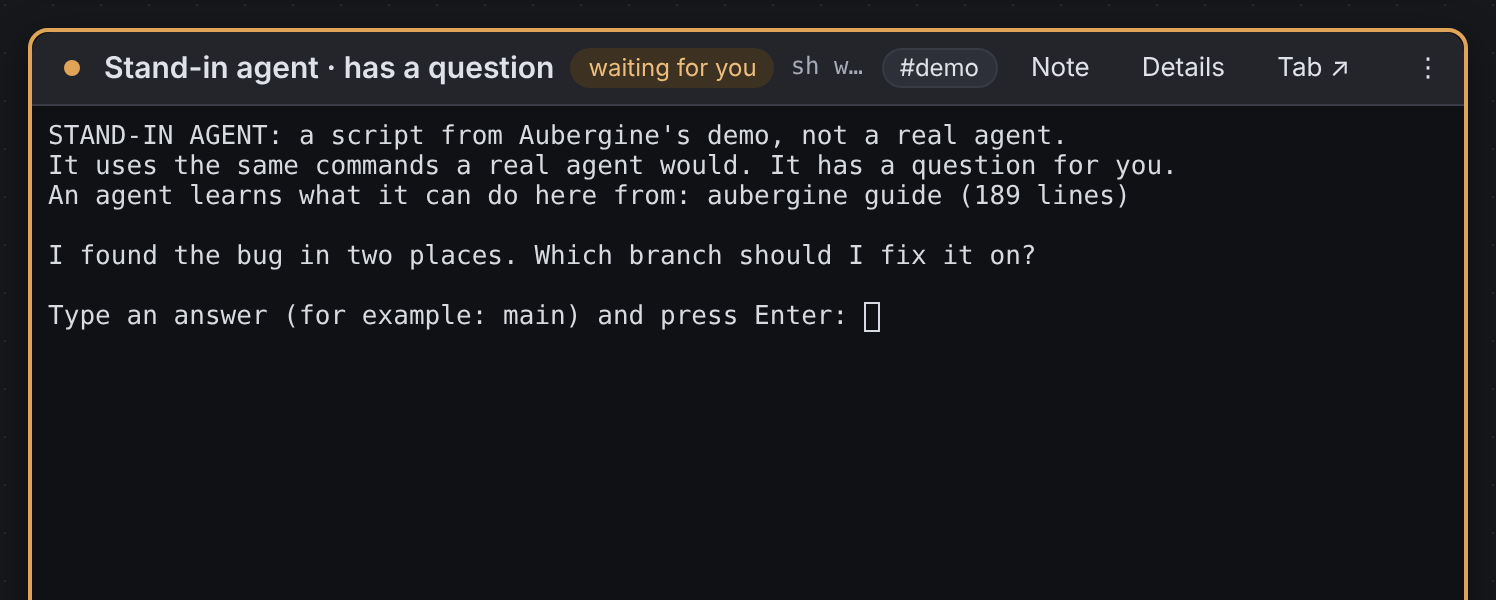 Stand-in agent · has a question waiting for you sh w… #demo Note Details Tab ↗ ⋮
STAND-IN AGENT: a script from Aubergine's demo, not a real agent.
It uses the same commands a real agent would. It has a question for you.
An agent learns what it can do here from: aubergine guide (189 lines)
I found the bug in two places. Which branch should I fix it on?
Type an answer (for example: main) and press Enter: